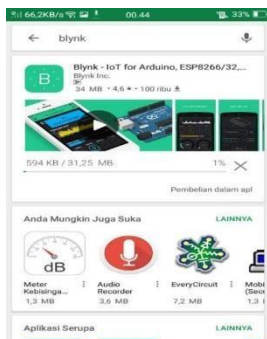 66,2KB/s 00.44 33%
blynk
Blynk - IoT for Arduino, ESP8266/32,...
Blynk Inc.
34 MB • 4,6 ★ • 100 ribu
594 KB / 31,25 MB 1%
Pembelian dalam apl
Anda Mungkin Juga Suka LAINNYA
dB
Meter Audio EveryCircuit Mobi
Kebisinga... Recorder (Secu
1,3 MB 3,6 MB 7,2 MB 1,3 M
Aplikasi Serupa LAINNYA